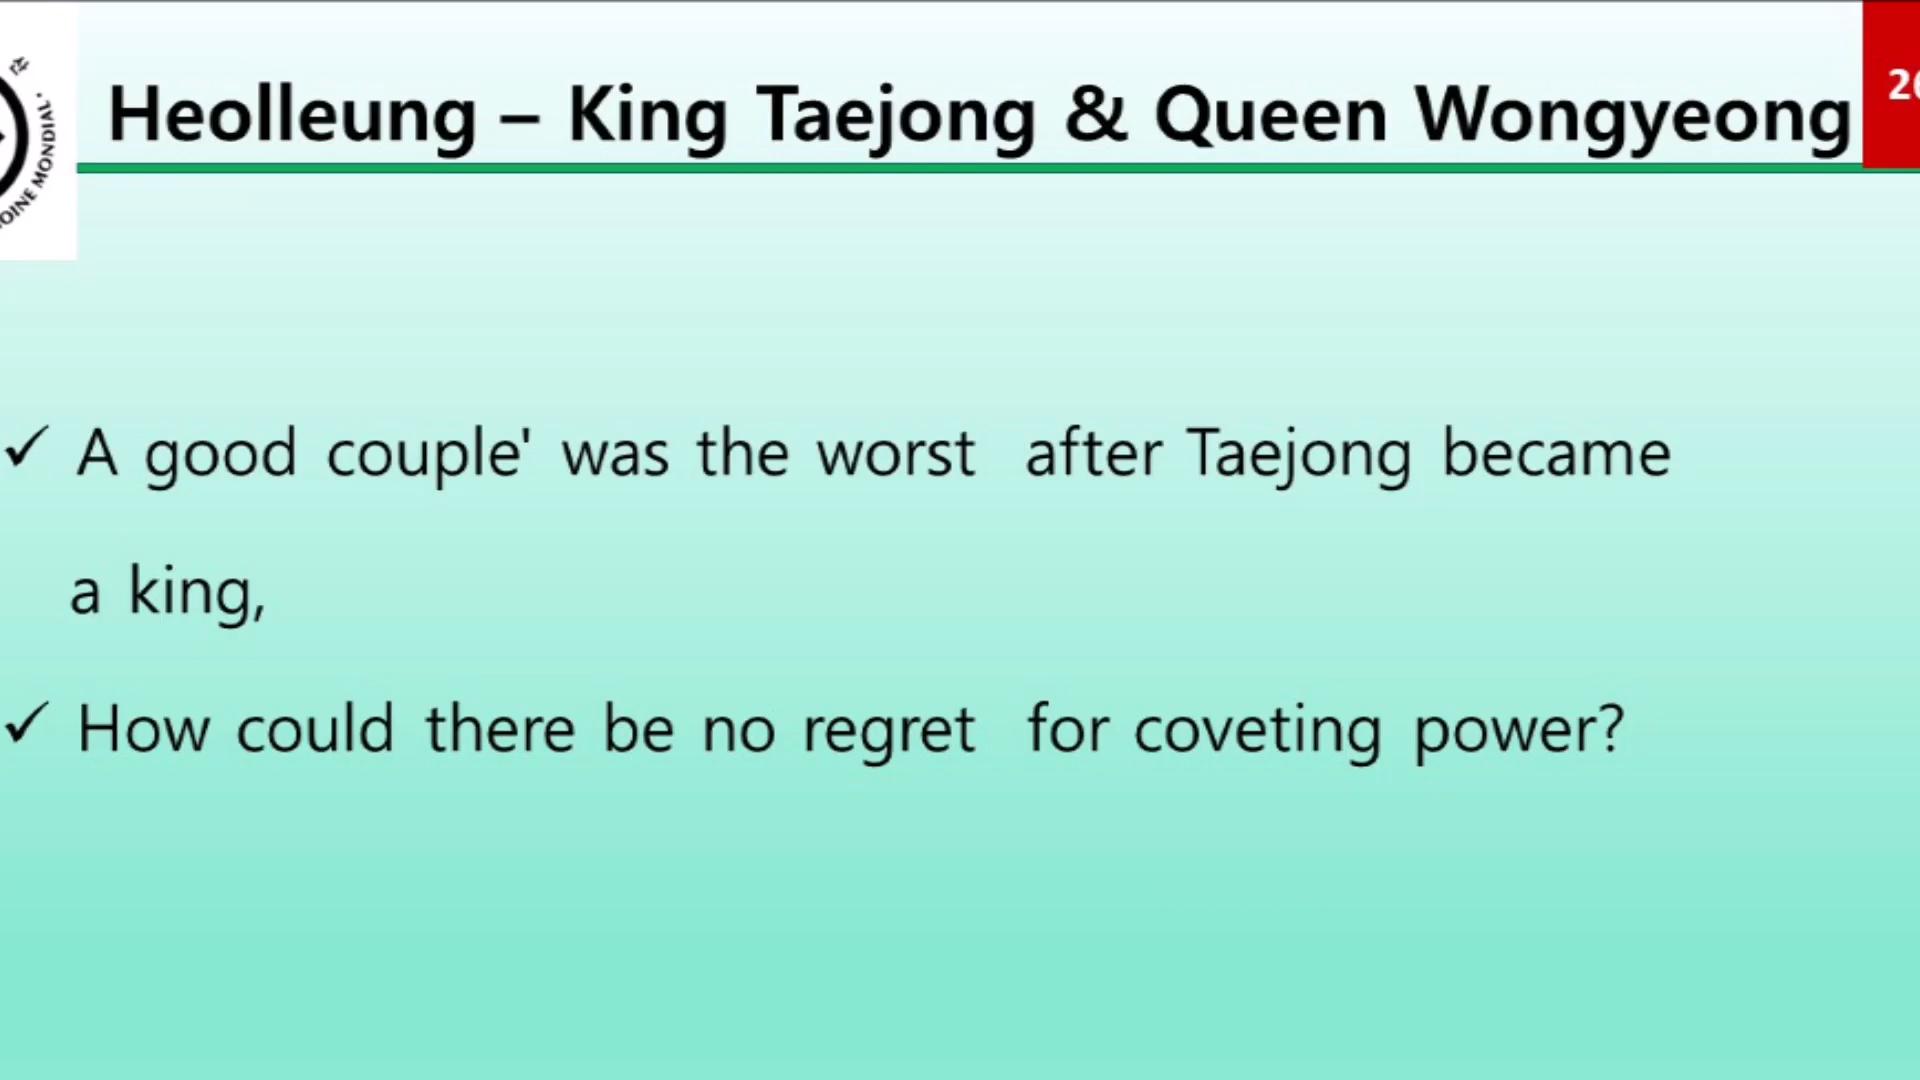 Heolleung – King Taejong & Queen Wongyeong
✓ A good couple' was the worst after Taejong became
a king,
✓ How could there be no regret for coveting power?
MONDIAL